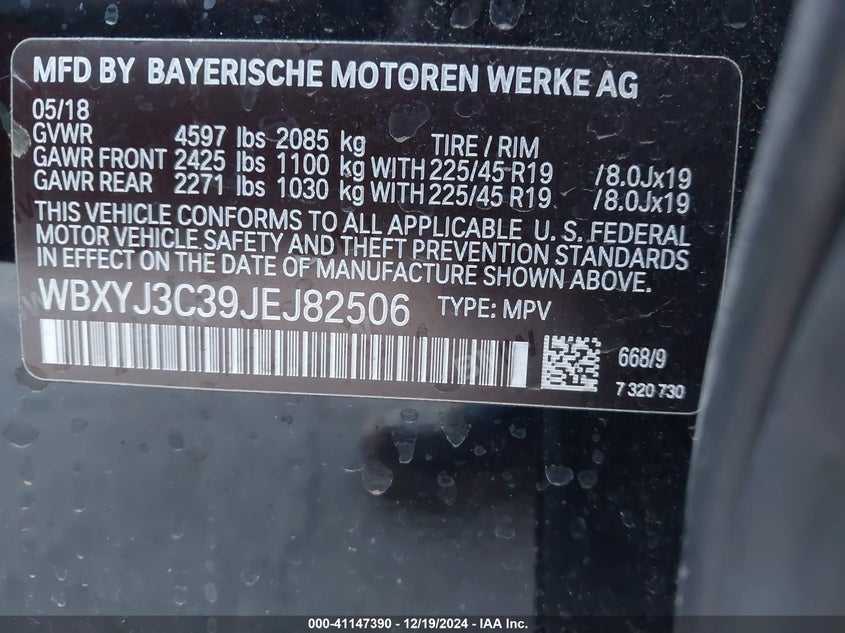 MFD BY BAYERISCHE MOTOREN WERKE AG
05/18
GVWR 4597 lbs 2085 kg TIRE / RIM
GAWR FRONT 2425 lbs 1100 kg WITH 225/45 R19 /8.0Jx19
GAWR REAR 2271 lbs 1030 kg WITH 225/45 R19 /8.0Jx19
THIS VEHICLE CONFORMS TO ALL APPLICABLE U. S. FEDERAL
MOTOR VEHICLE SAFETY AND THEFT PREVENTION STANDARDS
IN EFFECT ON THE DATE OF MANUFACTURE SHOWN ABOVE.
WBXYJ3C39JEJ82506 TYPE: MPV
668/9
7 320 730
000-41147390 - 12/19/2024 - IAA Inc.